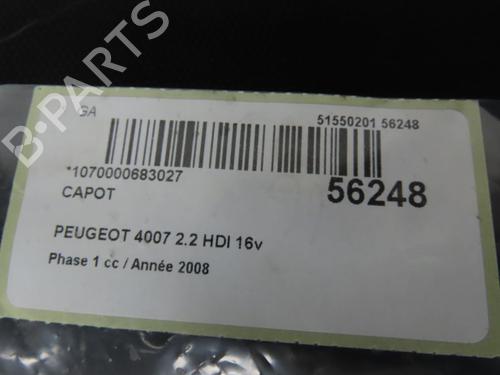 GA
51550201 56248
*1070000683027
56248
CAPOT
PEUGEOT 4007 2.2 HDI 16v
Phase 1 cc / Année 2008
B-PARTS